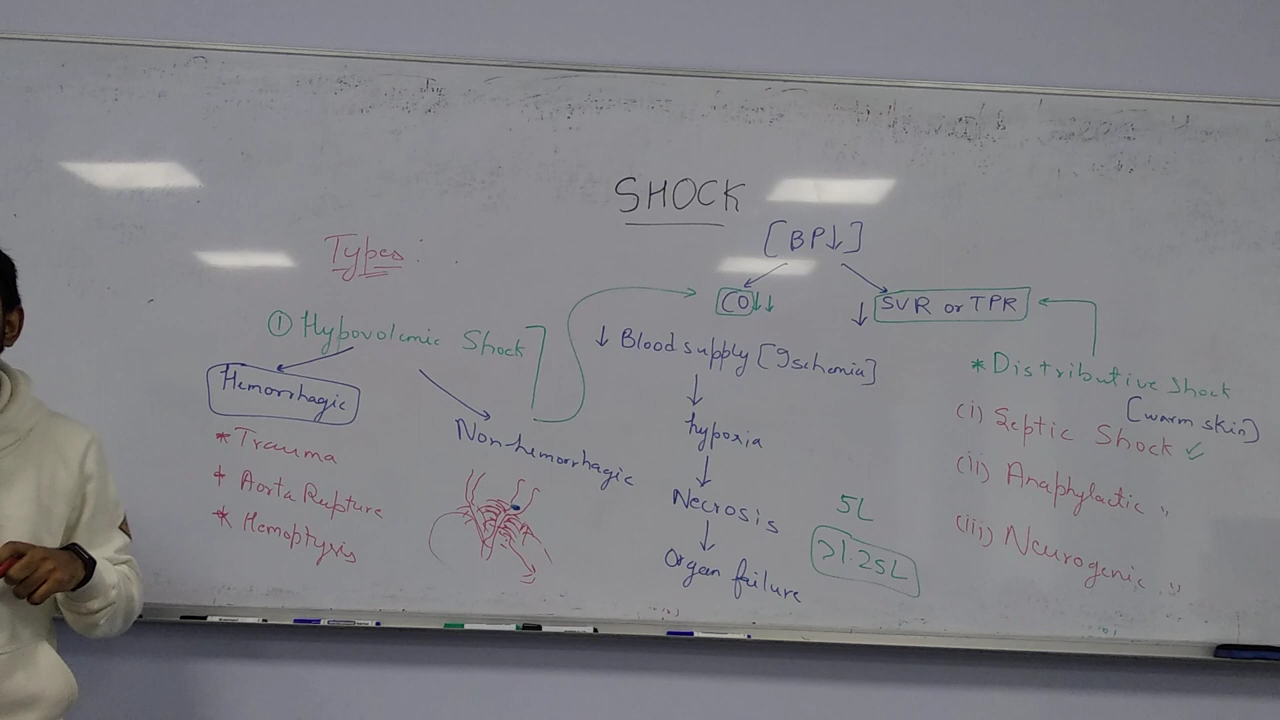 SHOCK
[BP↓]
CO↓↓
↓ SVR or TPR
↓ Blood supply [Ischemia]
↓
hypoxia
↓
Necrosis
↓
Organ failure
5L
>1.25L
Types:
① Hypovolemic Shock
Hemorrhagic
* Trauma
* Aorta Rupture
* Hemoptysis
Non-hemorrhagic
* Distributive Shock
[warm skin]
(i) Septic Shock ✓
(ii) Anaphylactic "
(iii) Neurogenic "